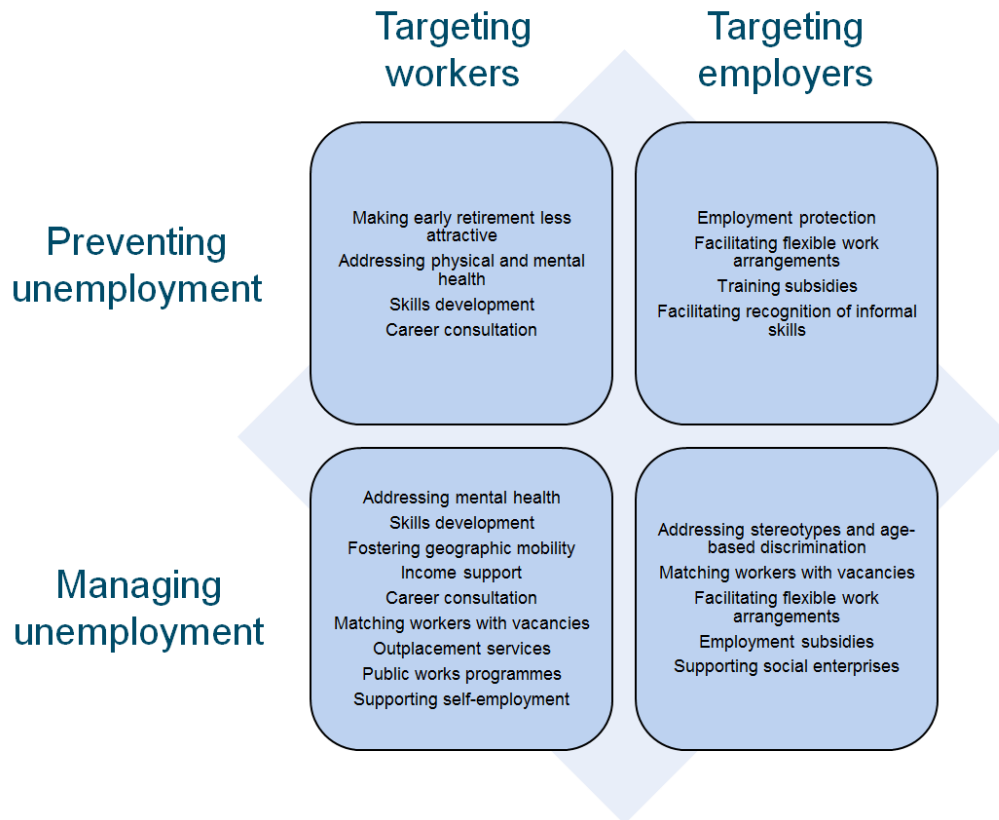 Targeting
workers
Targeting
employers
Preventing
unemployment
Making early retirement less
attractive
Addressing physical and mental
health
Skills development
Career consultation
Employment protection
Facilitating flexible work
arrangements
Training subsidies
Facilitating recognition of informal
skills
Managing
unemployment
Addressing mental health
Skills development
Fostering geographic mobility
Income support
Career consultation
Matching workers with vacancies
Outplacement services
Public works programmes
Supporting self-employment
Addressing stereotypes and age-
based discrimination
Matching workers with vacancies
Facilitating flexible work
arrangements
Employment subsidies
Supporting social enterprises